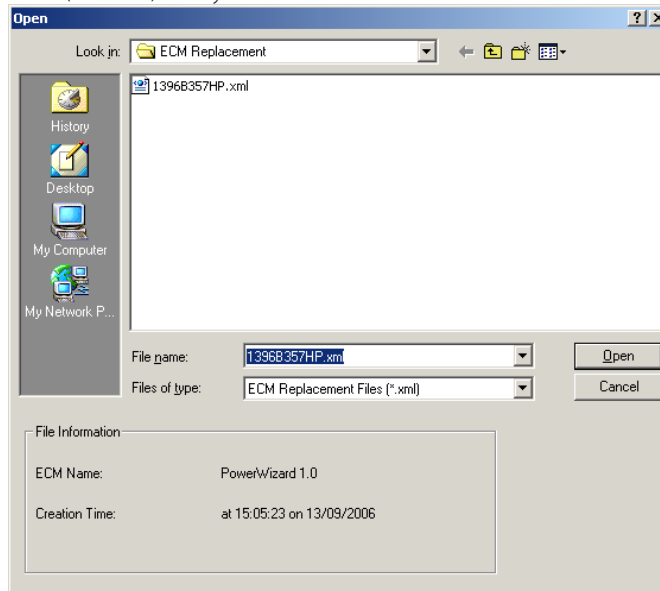 Open
Look in: ECM Replacement
1396B357HP.xml
History
Desktop
My Computer
My Network P...
File name: 1396B357HP.xml Open
Files of type: ECM Replacement Files (*.xml) Cancel
File Information
ECM Name: PowerWizard 1.0
Creation Time: at 15:05:23 on 13/09/2006